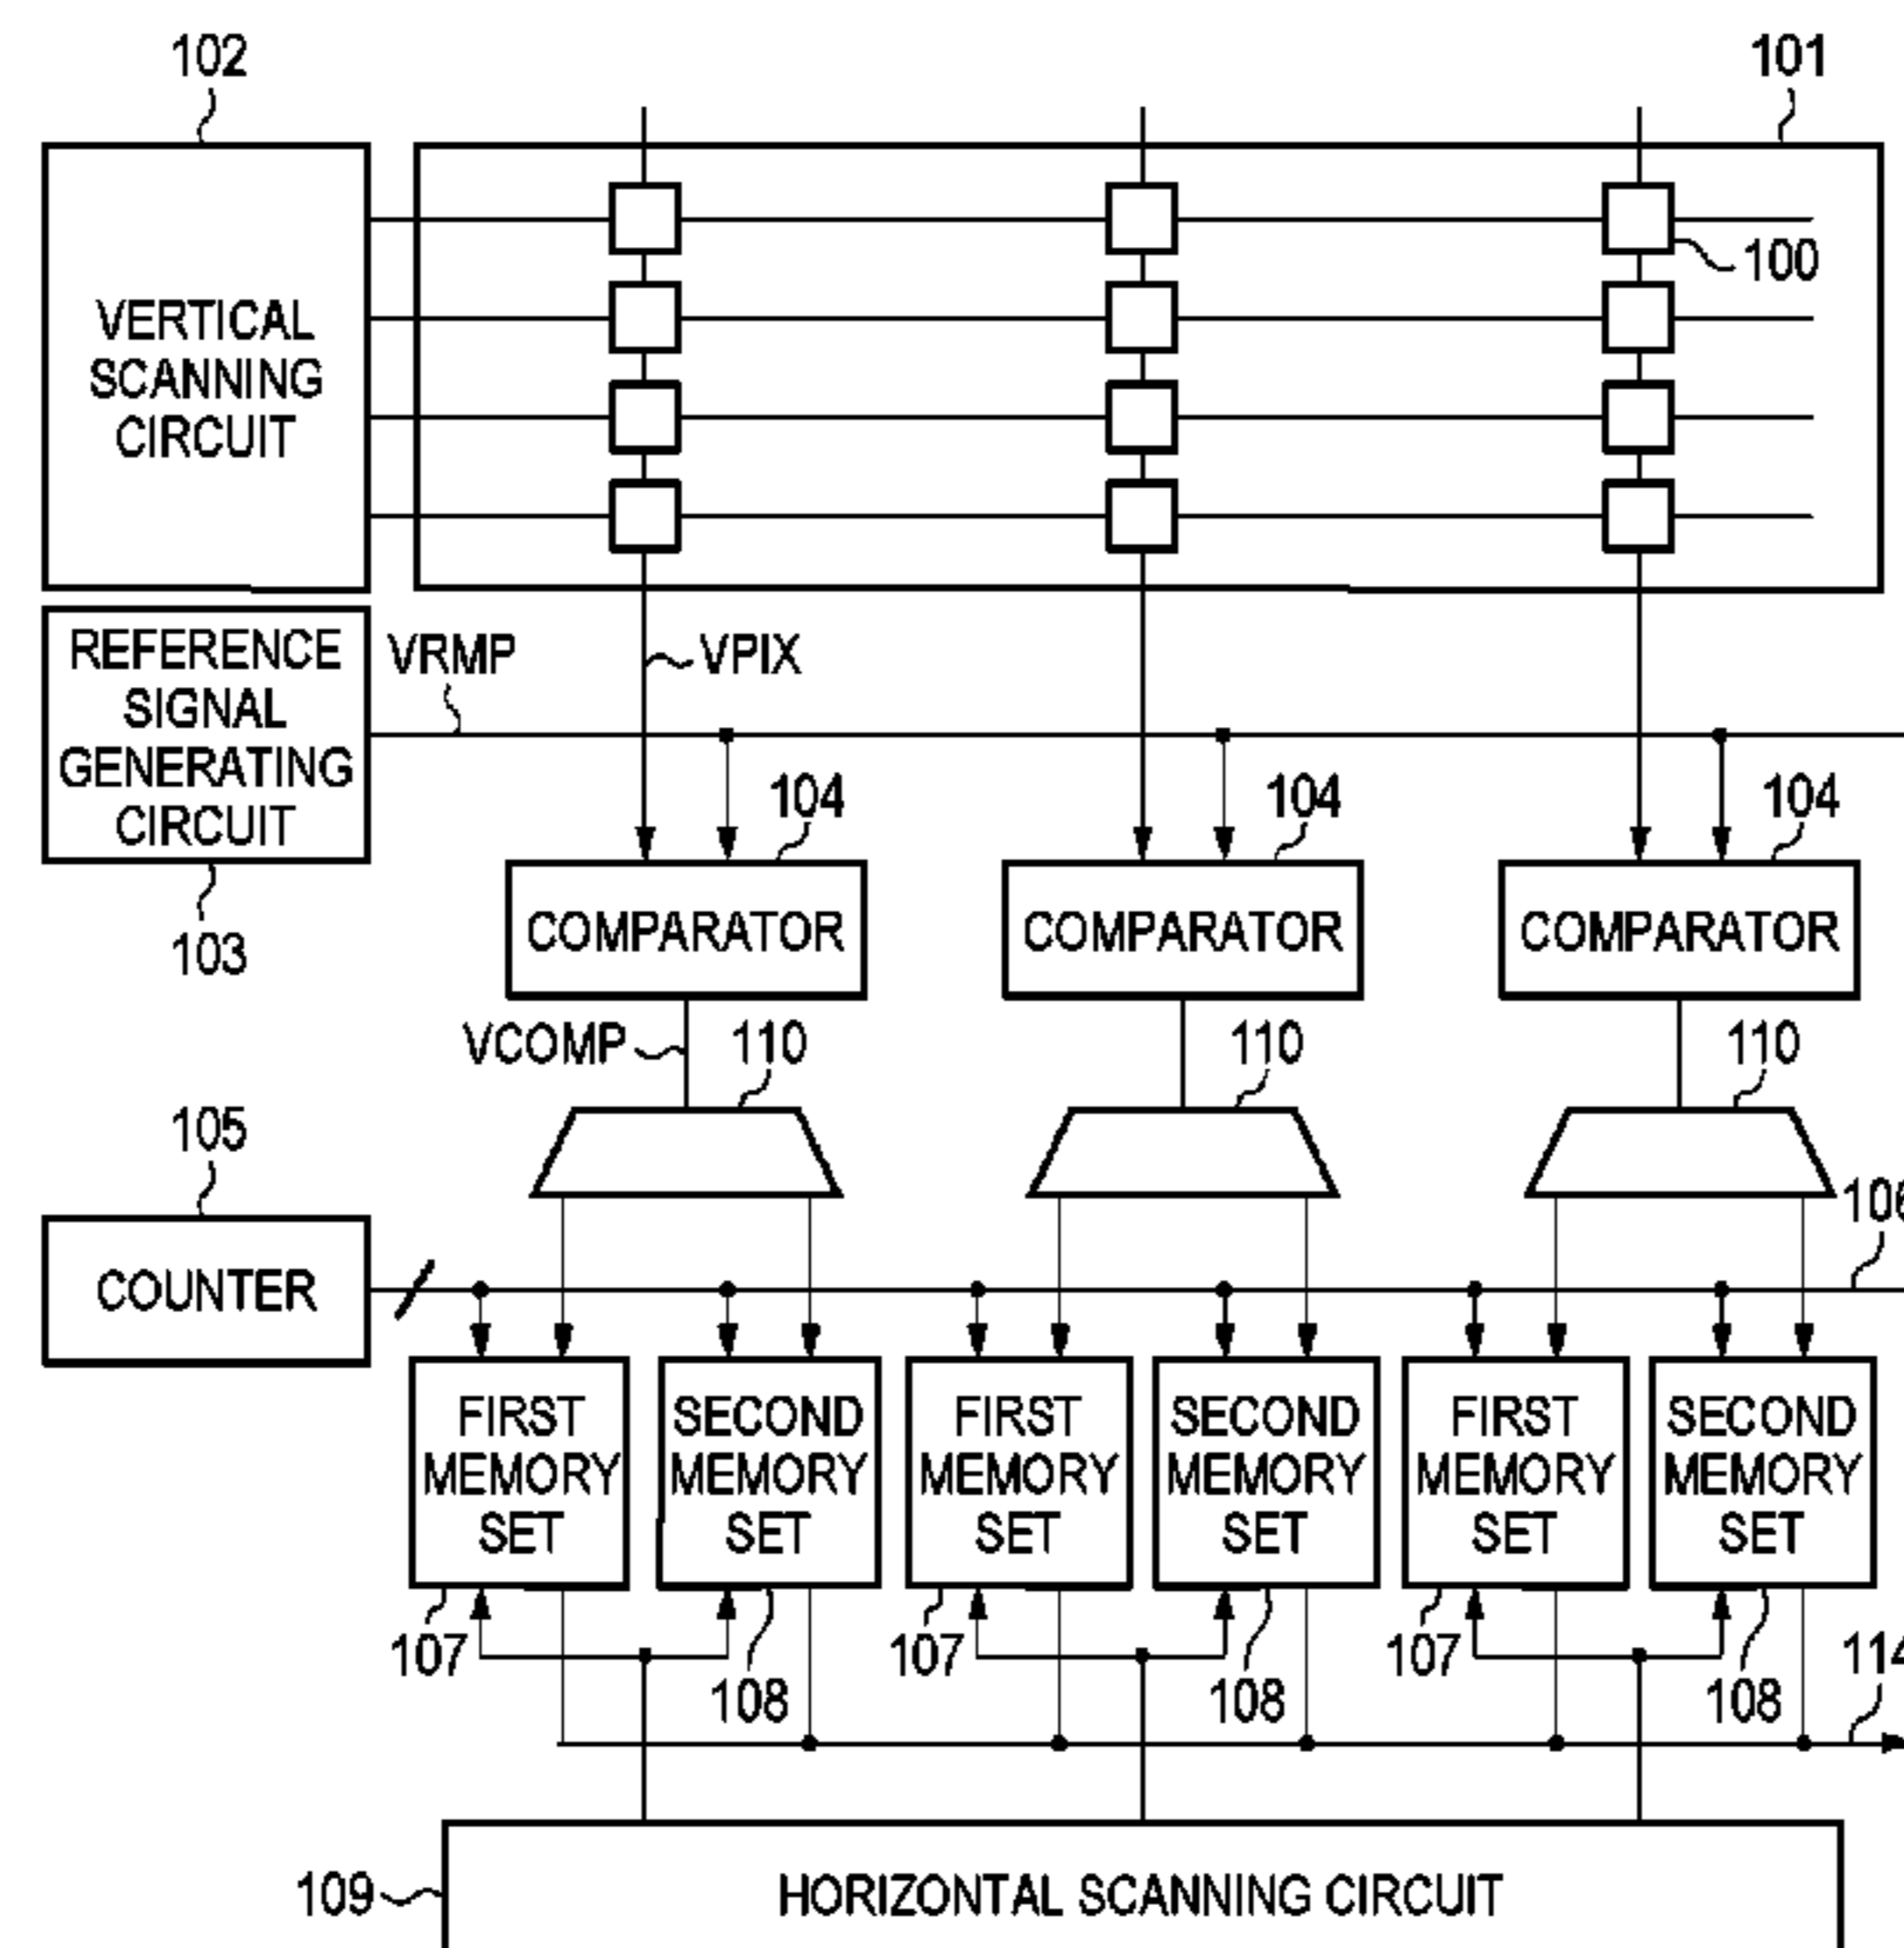 102
101
100
VERTICAL
SCANNING
CIRCUIT
REFERENCE
SIGNAL
GENERATING
CIRCUIT
VRMP
VPIX
103
104
104
104
COMPARATOR
COMPARATOR
COMPARATOR
VCOMP
110
110
110
105
106
COUNTER
FIRST
MEMORY
SET
SECOND
MEMORY
SET
FIRST
MEMORY
SET
SECOND
MEMORY
SET
FIRST
MEMORY
SET
SECOND
MEMORY
SET
107
108
107
108
107
108
114
109
HORIZONTAL SCANNING CIRCUIT